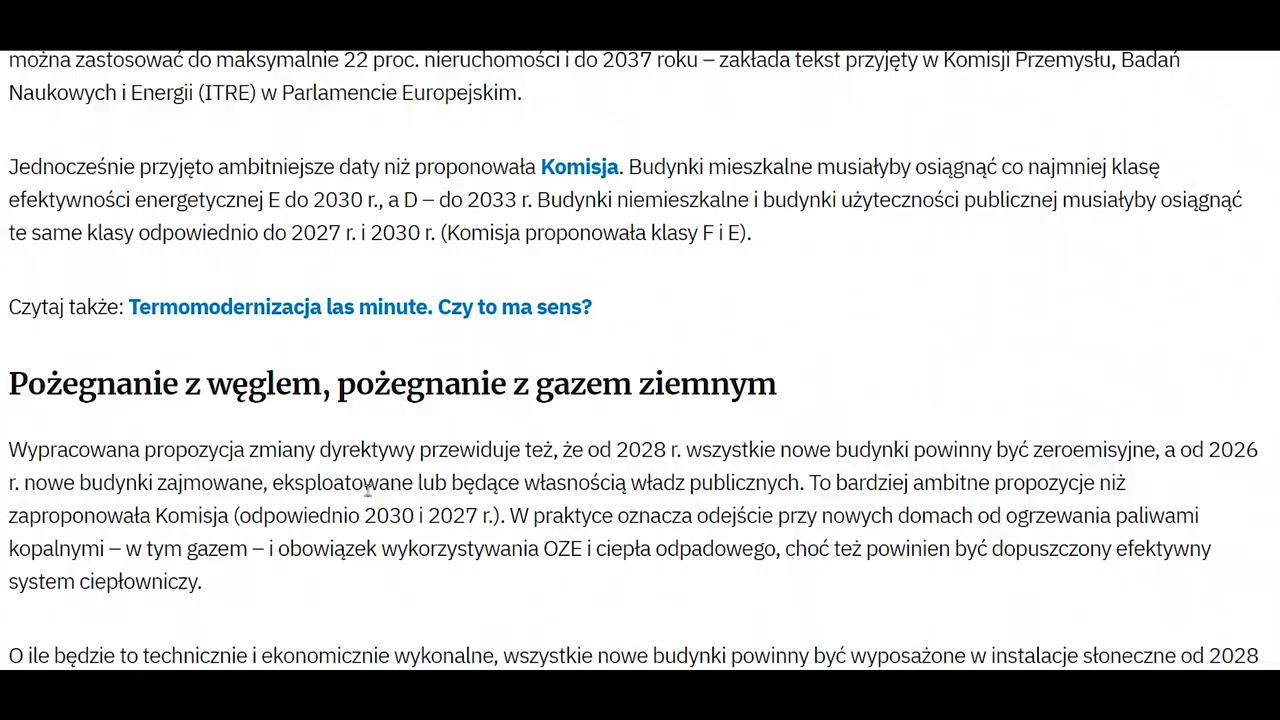 można zastosować do maksymalnie 22 proc. nieruchomości i do 2037 roku – zakłada tekst przyjęty w Komisji Przemysłu, Badań
Naukowych i Energii (ITRE) w Parlamencie Europejskim.
Jednocześnie przyjęto ambitniejsze daty niż proponowała Komisja. Budynki mieszkalne musiałyby osiągnąć co najmniej klasę
efektywności energetycznej E do 2030 r., a D – do 2033 r. Budynki niemieszkalne i budynki użyteczności publicznej musiałyby osiągnąć
te same klasy odpowiednio do 2027 r. i 2030 r. (Komisja proponowała klasy F i E).
Czytaj także: Termomodernizacja las minute. Czy to ma sens?
Pożegnanie z węglem, pożegnanie z gazem ziemnym
Wypracowana propozycja zmiany dyrektywy przewiduje też, że od 2028 r. wszystkie nowe budynki powinny być zeroemisyjne, a od 2026
r. nowe budynki zajmowane, eksploatowane lub będące własnością władz publicznych. To bardziej ambitne propozycje niż
zaproponowała Komisja (odpowiednio 2030 i 2027 r.). W praktyce oznacza odejście przy nowych domach od ogrzewania paliwami
kopalnymi – w tym gazem – i obowiązek wykorzystywania OZE i ciepła odpadowego, choć też powinien być dopuszczony efektywny
system ciepłowniczy.
O ile będzie to technicznie i ekonomicznie wykonalne, wszystkie nowe budynki powinny być wyposażone w instalacje słoneczne od 2028